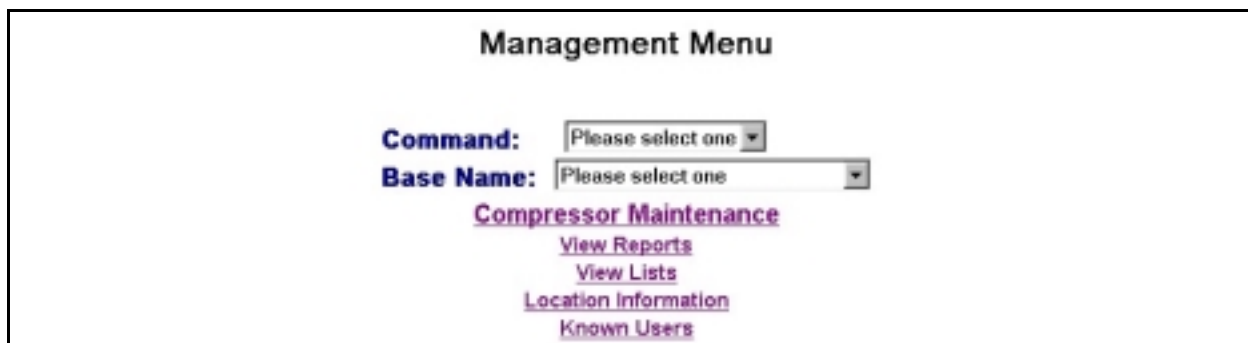 Management Menu
Command: Please select one
Base Name: Please select one
Compressor Maintenance
View Reports
View Lists
Location Information
Known Users